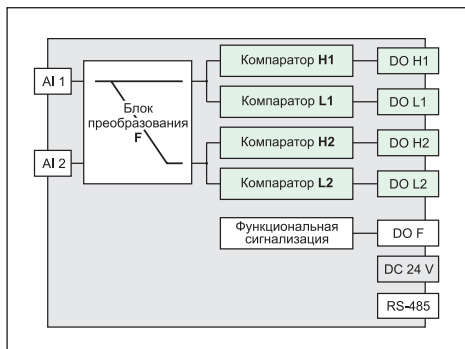 AI 1
AI 2
Блок
преобразования
F
Компаратор H1
Компаратор L1
Компаратор H2
Компаратор L2
Функциональная
сигнализация
DO H1
DO L1
DO H2
DO L2
DO F
DC 24 V
RS-485